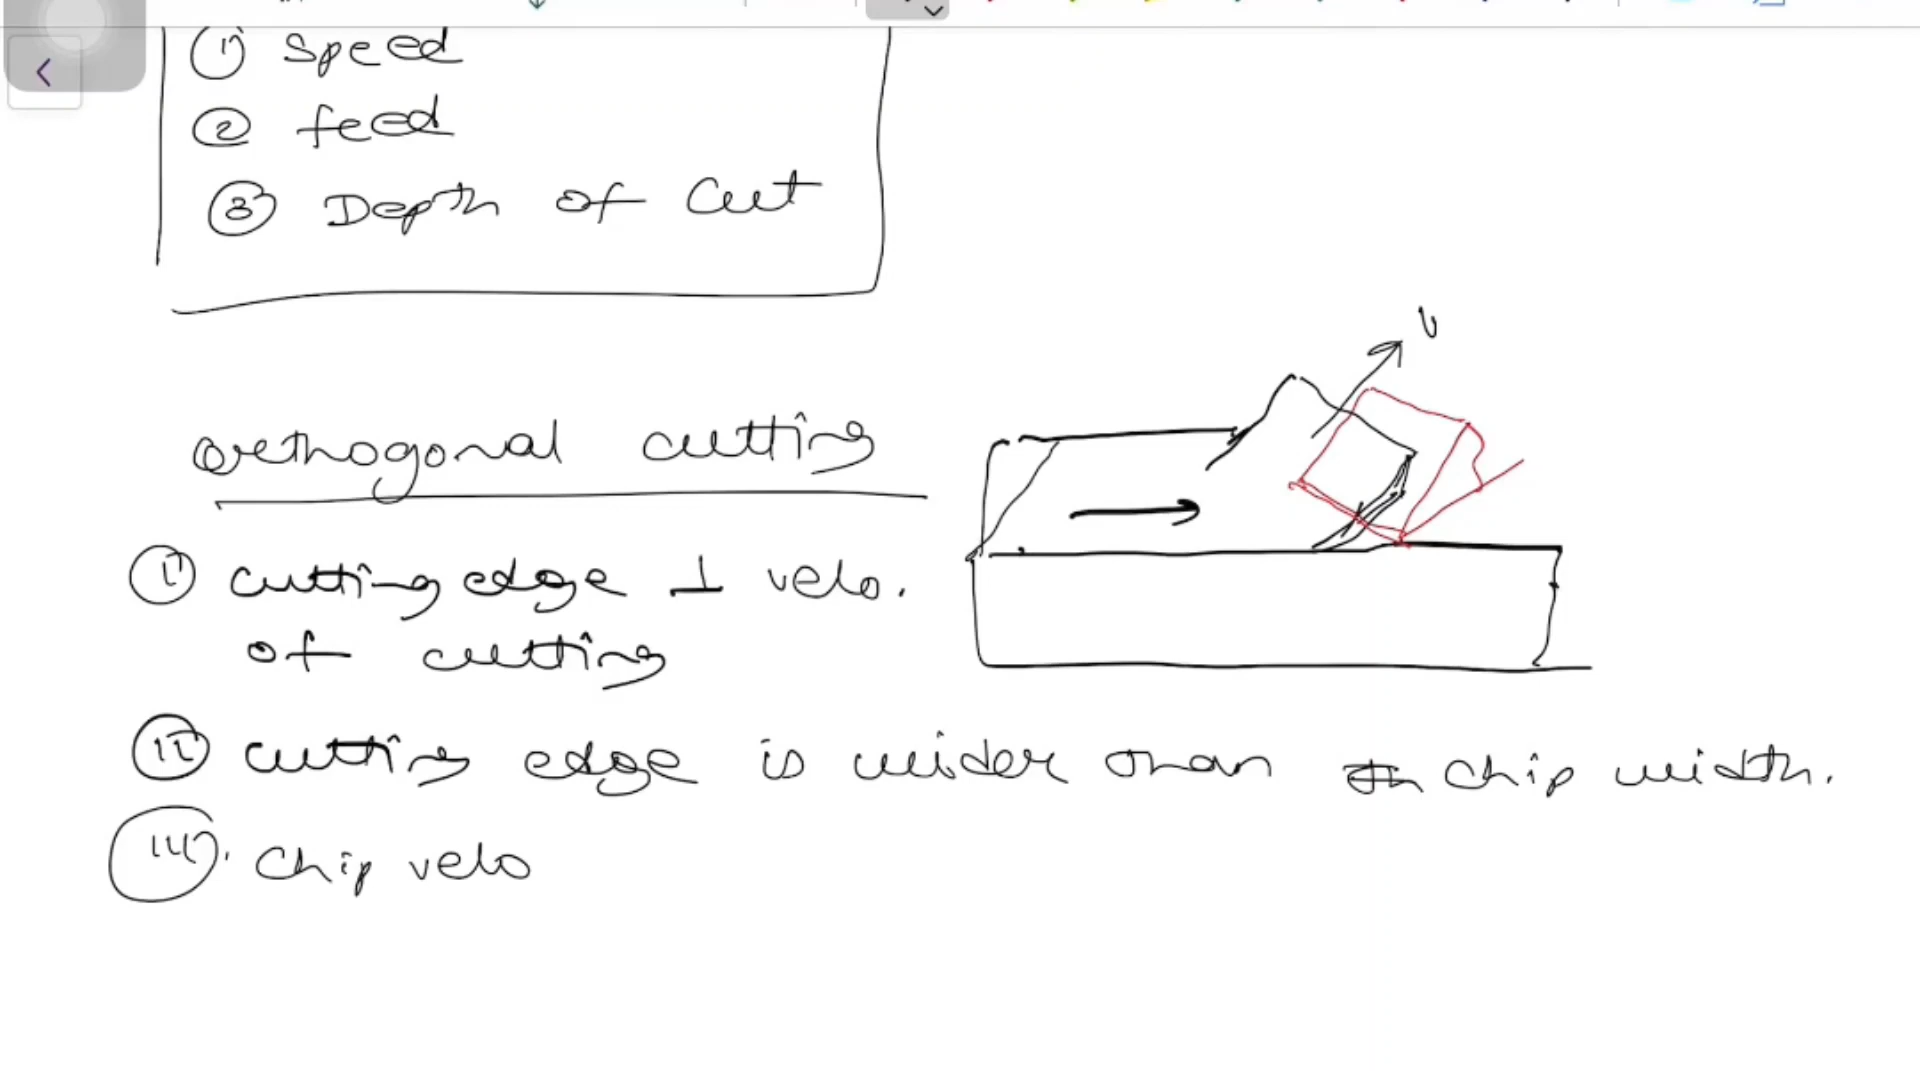 ① Speed
② feed
③ Depth of Cut
V
orthogonal cutting
(i) cutting edge ⊥ velo.
of cutting
(ii) cutting edge is wider than chip width.
(iii). Chip velo